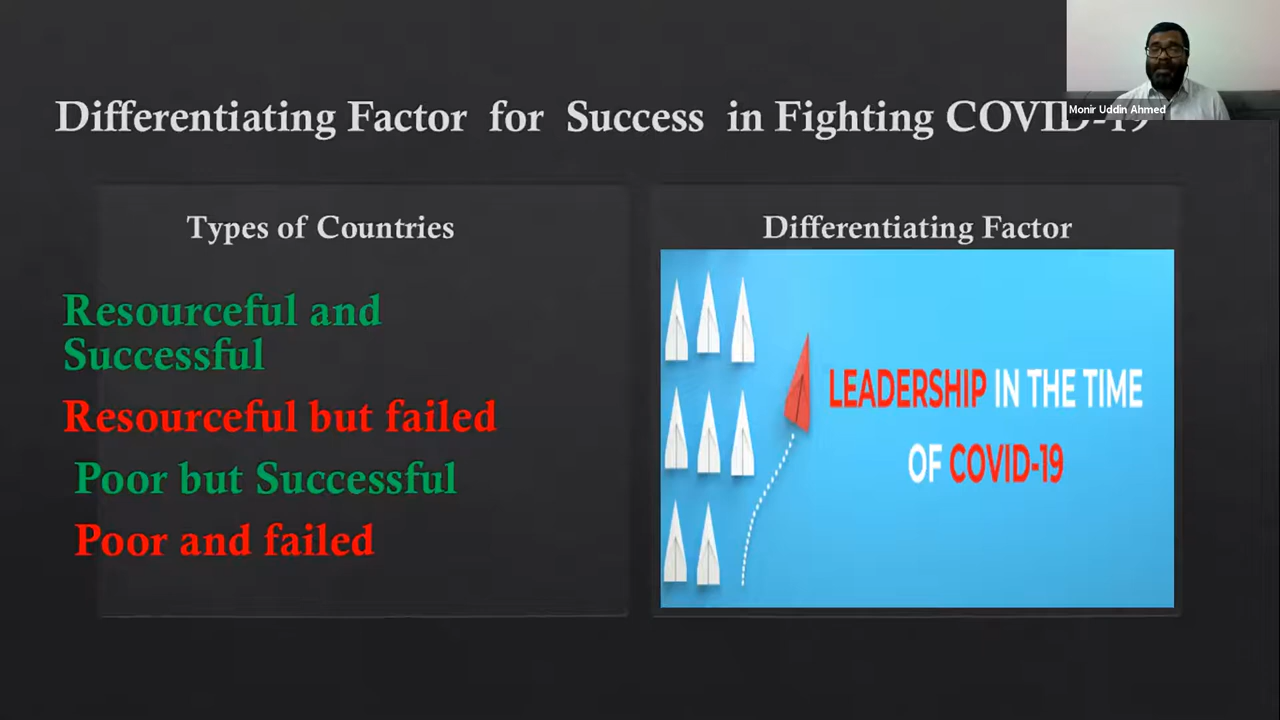 Monir Uddin Ahmed
Differentiating Factor for Success in Fighting COVID-19
Types of Countries
Resourceful and
Successful
Resourceful but failed
Poor but Successful
Poor and failed
Differentiating Factor
LEADERSHIP IN THE TIME
OF COVID-19